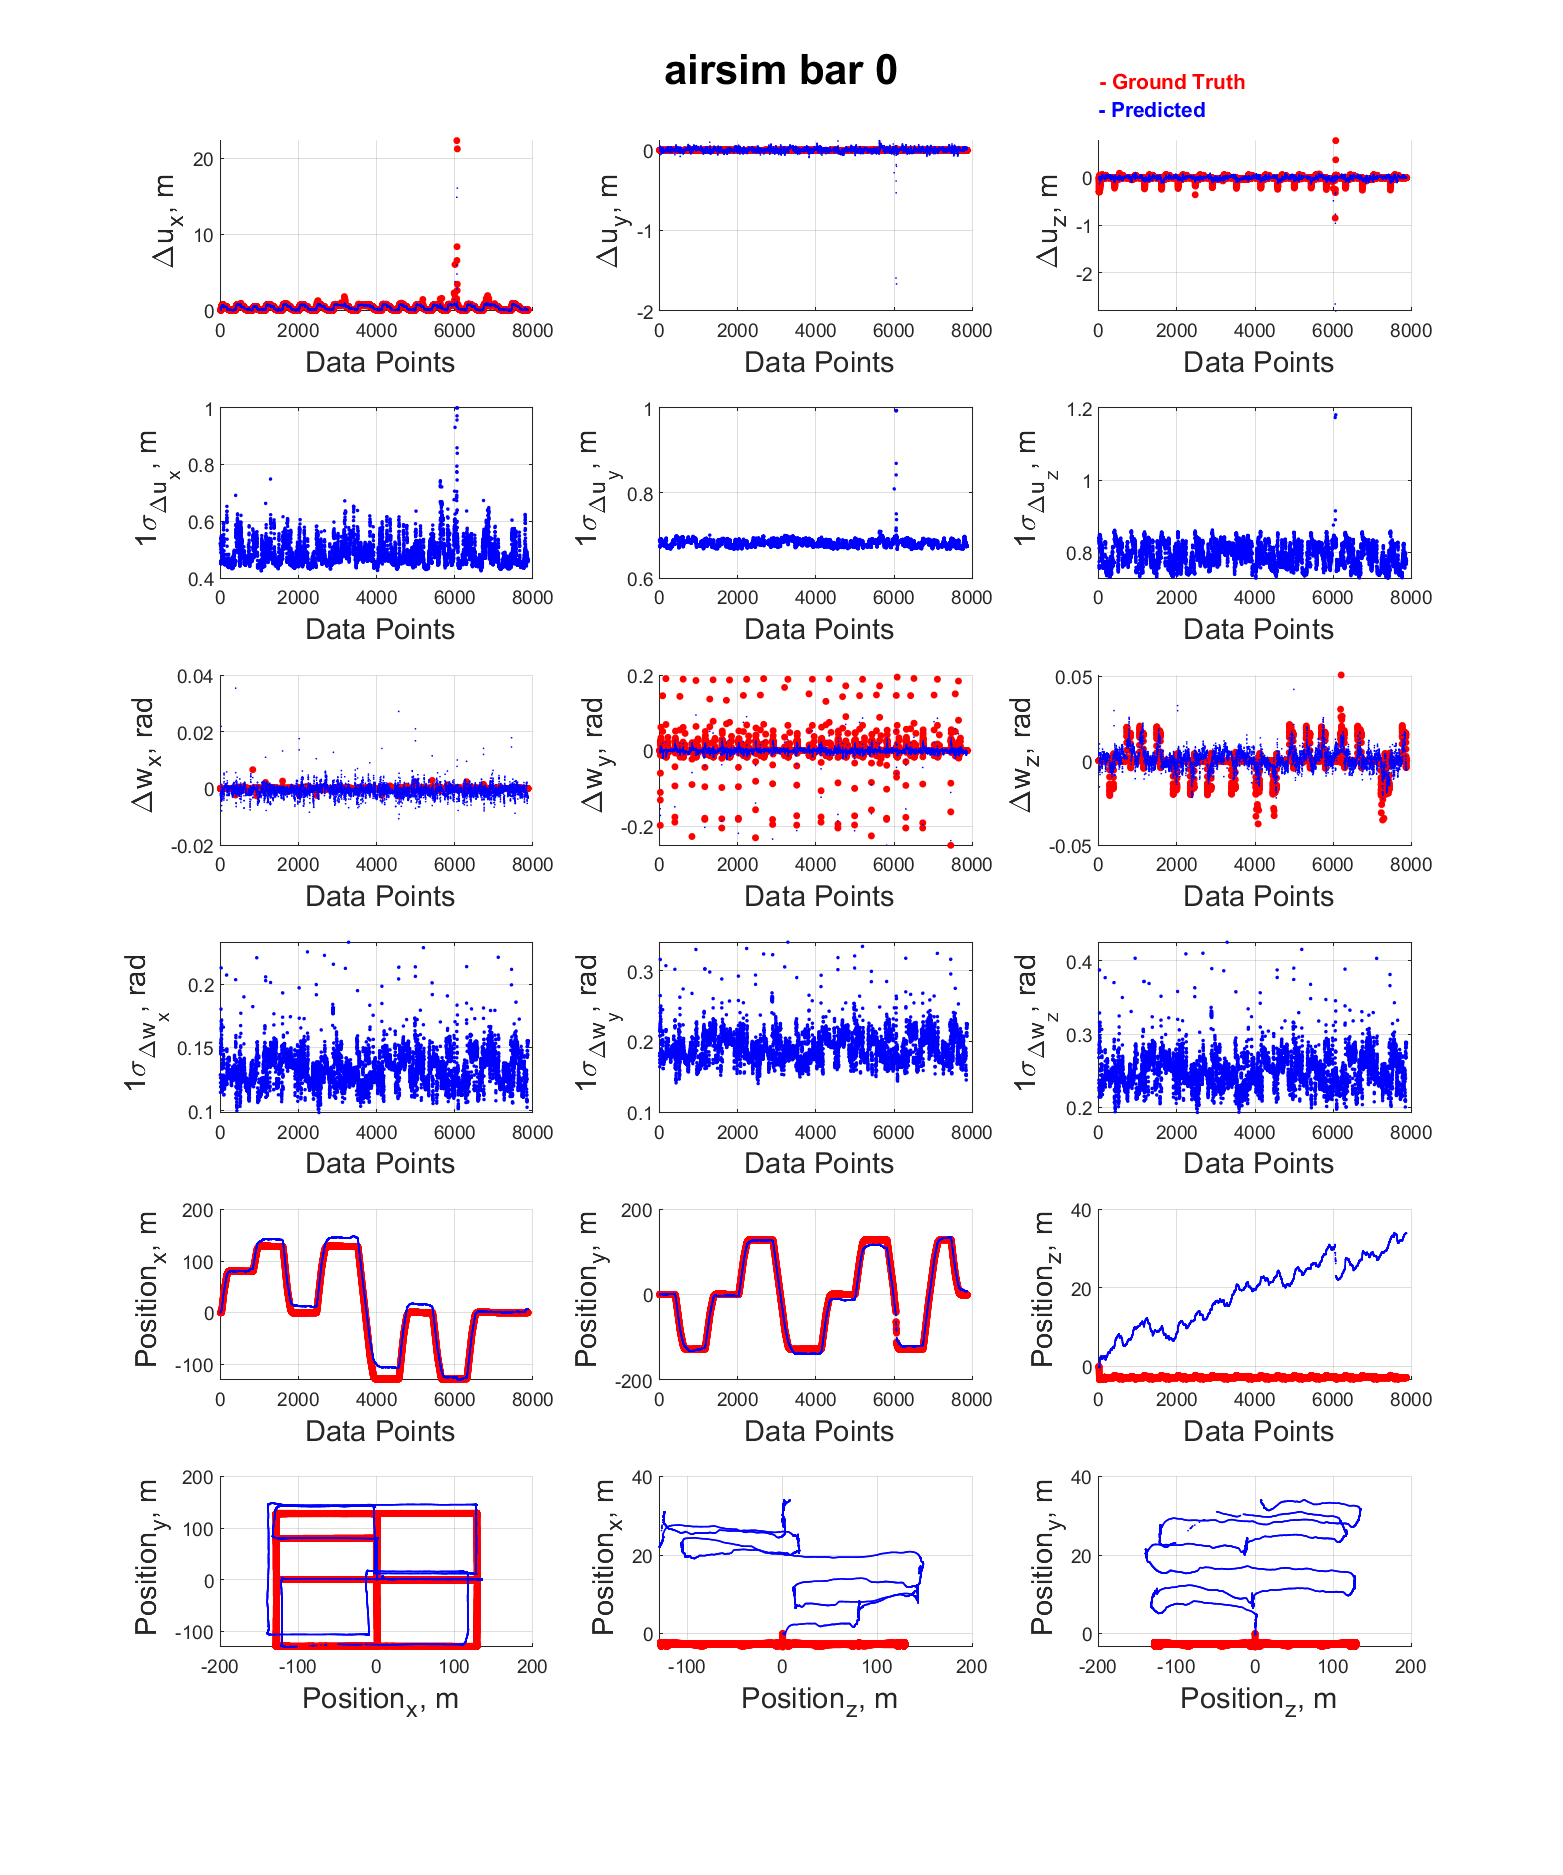 airsim bar 0
- Ground Truth
- Predicted
Δu_x, m
20
10
0
0 2000 4000 6000 8000
Data Points
Δu_y, m
0
-1
-2
0 2000 4000 6000 8000
Data Points
Δu_z, m
0
-1
-2
0 2000 4000 6000 8000
Data Points
1σ_Δu_x, m
1
0.8
0.6
0.4
0 2000 4000 6000 8000
Data Points
1σ_Δu_y, m
1
0.8
0.6
0 2000 4000 6000 8000
Data Points
1σ_Δu_z, m
1.2
1
0.8
0 2000 4000 6000 8000
Data Points
Δw_x, rad
0.04
0.02
0
-0.02
0 2000 4000 6000 8000
Data Points
Δw_y, rad
0.2
0
-0.2
0 2000 4000 6000 8000
Data Points
Δw_z, rad
0.05
0
-0.05
0 2000 4000 6000 8000
Data Points
1σ_Δw_x, rad
0.2
0.15
0.1
0 2000 4000 6000 8000
Data Points
1σ_Δw_y, rad
0.3
0.2
0.1
0 2000 4000 6000 8000
Data Points
1σ_Δw_z, rad
0.4
0.3
0.2
0 2000 4000 6000 8000
Data Points
Position_x, m
200
100
0
-100
0 2000 4000 6000 8000
Data Points
Position_y, m
200
0
-200
0 2000 4000 6000 8000
Data Points
Position_z, m
40
20
0
0 2000 4000 6000 8000
Data Points
Position_y, m
200
100
0
-100
-200 -100 0 100 200
Position_x, m
Position_x, m
40
20
0
-100 0 100 200
Position_z, m
Position_y, m
40
20
0
-200 -100 0 100 200
Position_z, m